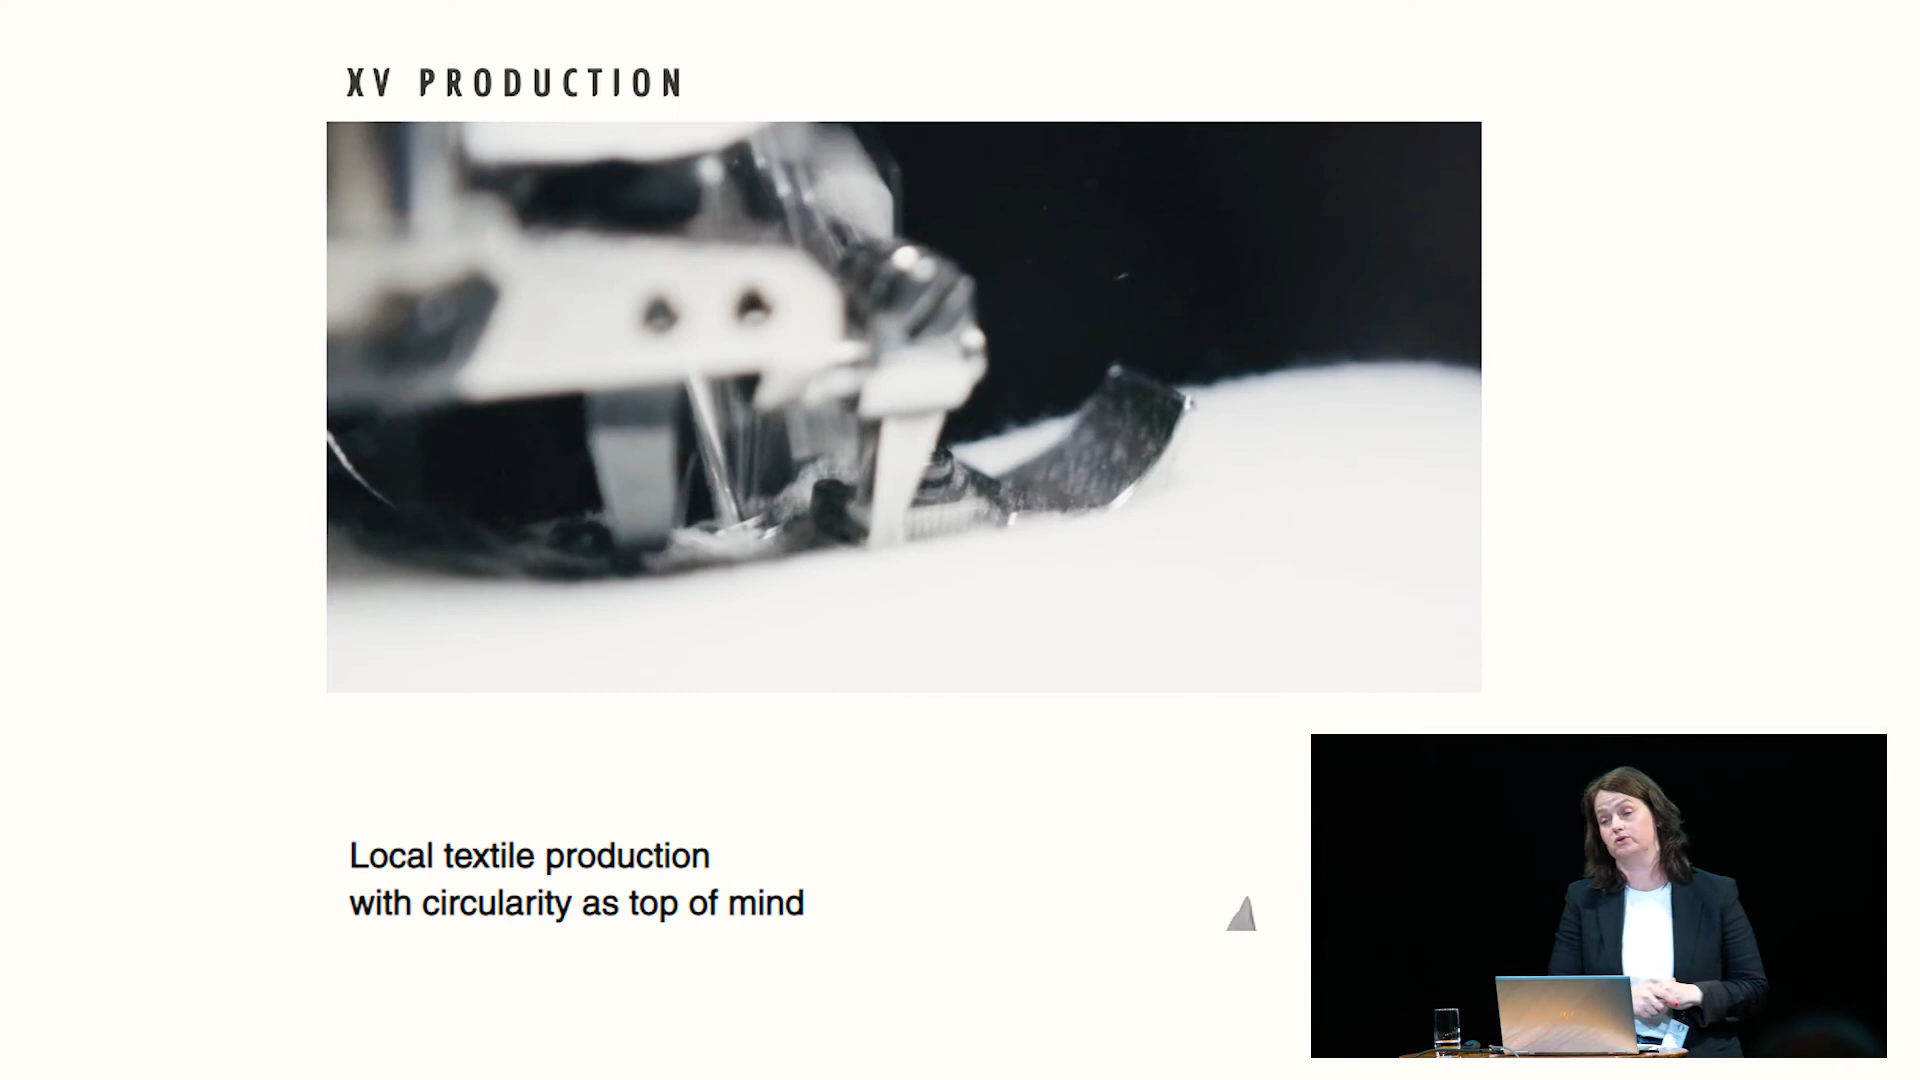 XV PRODUCTION
Local textile production
with circularity as top of mind